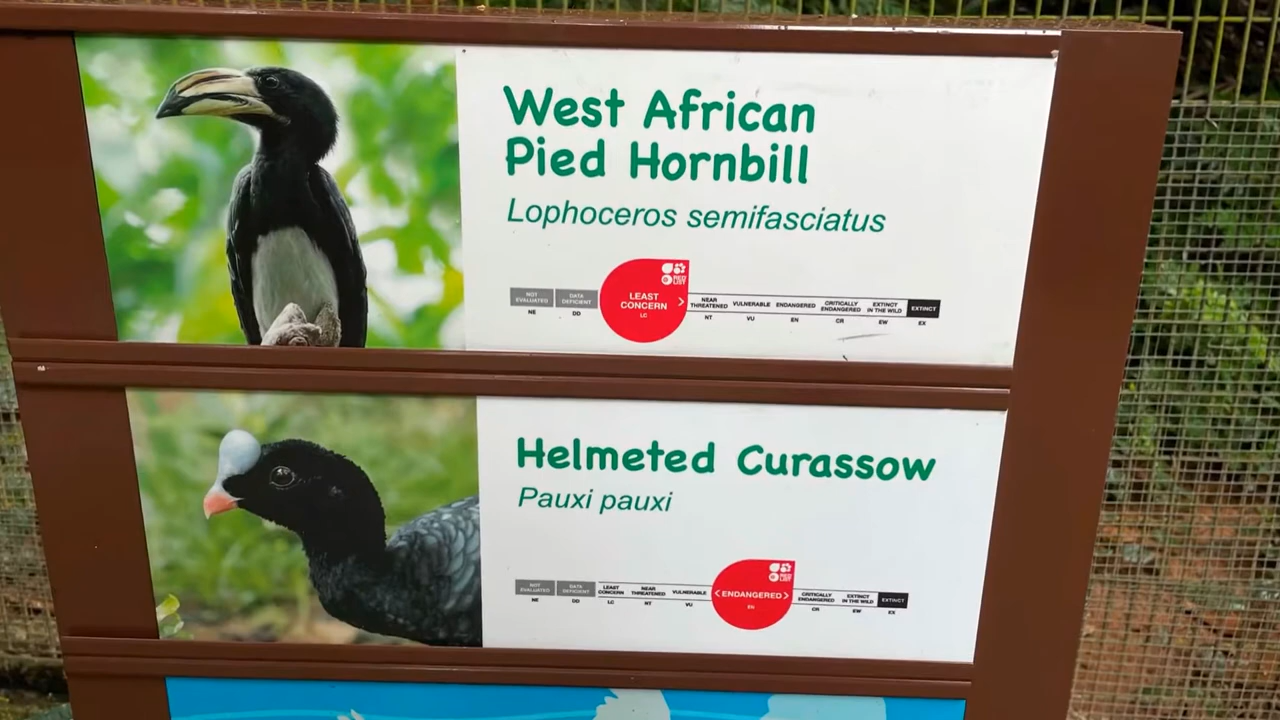 West African
Pied Hornbill
Lophoceros semifasciatus
NOT EVALUATED
DATA DEFICIENT
LEAST CONCERN
NEAR THREATENED
VULNERABLE
ENDANGERED
CRITICALLY ENDANGERED
EXTINCT IN THE WILD
EXTINCT
RED LIST
NE DD LC NT VU EN CR EW EX
Helmeted Curassow
Pauxi pauxi
NOT EVALUATED
DATA DEFICIENT
LEAST CONCERN
NEAR THREATENED
VULNERABLE
< ENDANGERED >
CRITICALLY ENDANGERED
EXTINCT IN THE WILD
EXTINCT
NE DD LC NT VU EN CR EW EX